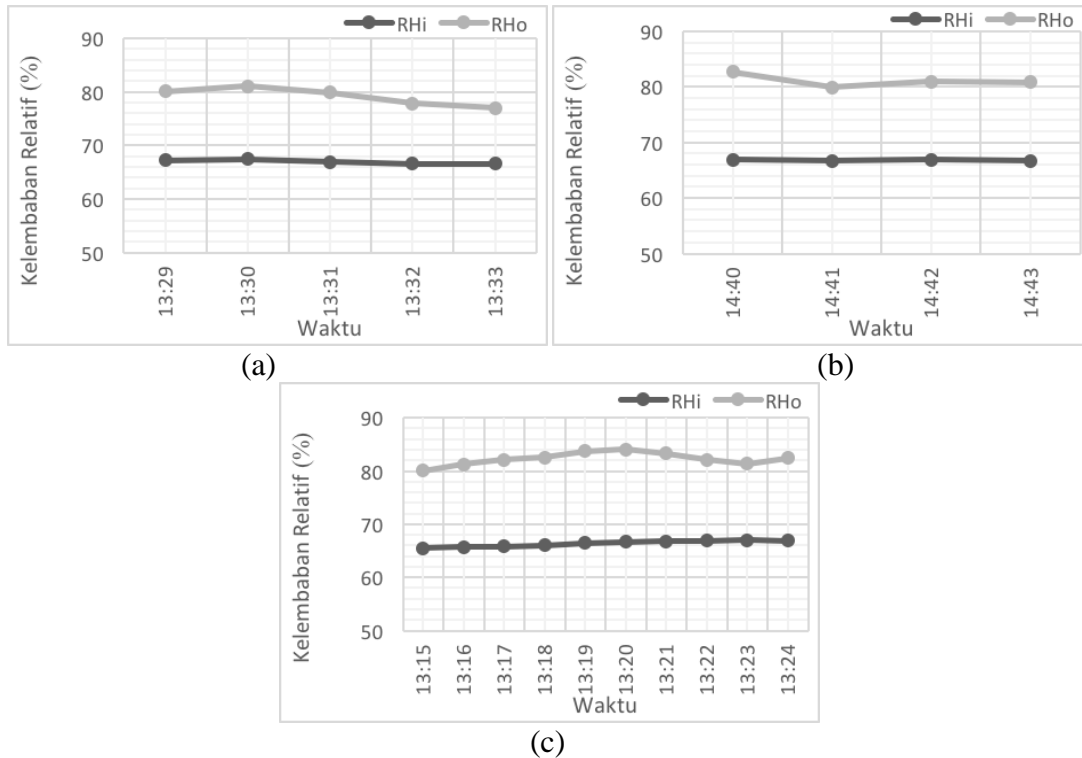 RHi RHo
Kelembaban Relatif (%)
90
80
70
60
50
13:29 13:30 13:31 13:32 13:33
Waktu
(a)
RHi RHo
Kelembaban Relatif (%)
90
80
70
60
50
14:40 14:41 14:42 14:43
Waktu
(b)
RHi RHo
Kelembaban Relatif (%)
90
80
70
60
50
13:15 13:16 13:17 13:18 13:19 13:20 13:21 13:22 13:23 13:24
Waktu
(c)